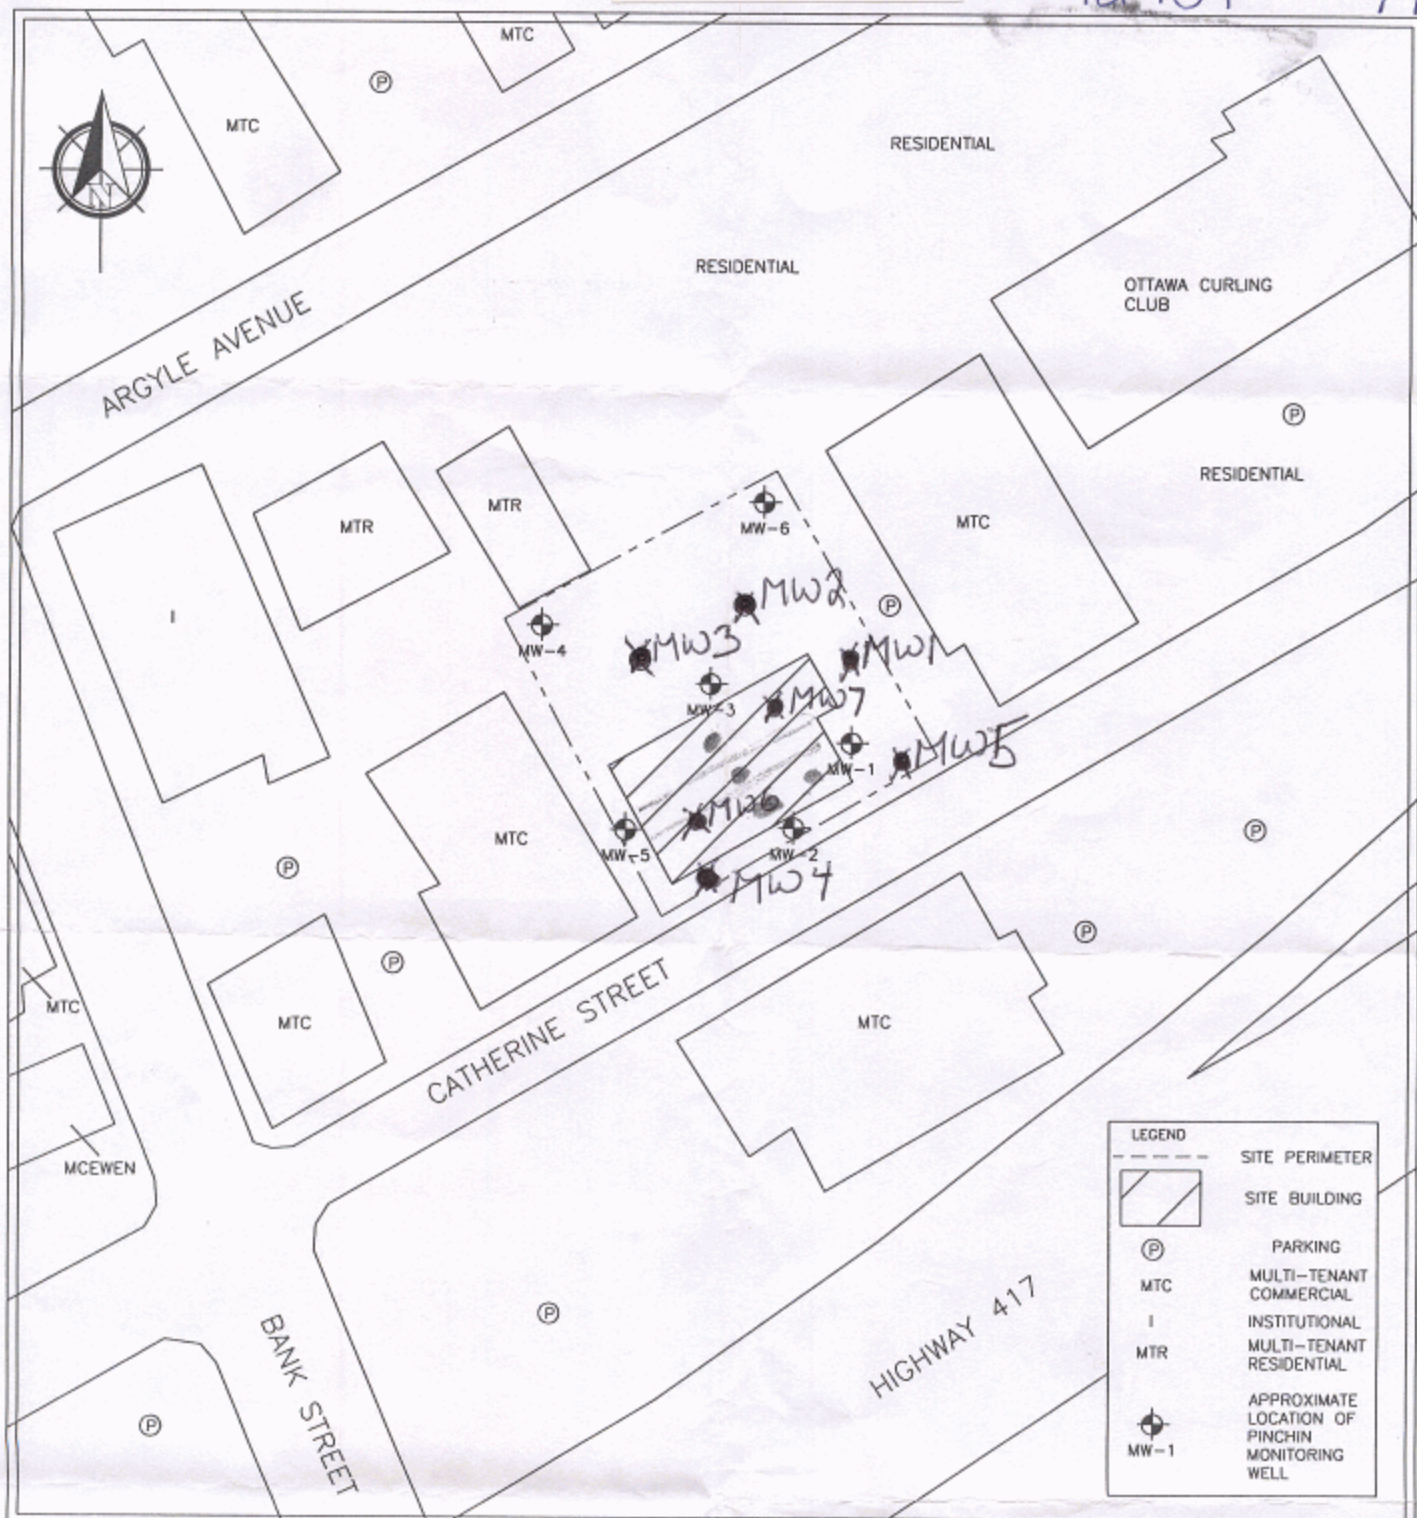 MTC
Ⓟ
MTC
RESIDENTIAL
RESIDENTIAL
OTTAWA CURLING
CLUB
N
ARGYLE AVENUE
Ⓟ
RESIDENTIAL
MTR
MTR
MW-6
MTC
MW2
Ⓟ
I
MW-4
MW3
MW1
MW-3
MW7
MW-1
MW5
MW6
MTC
MW-5
MW-2
MW4
Ⓟ
Ⓟ
Ⓟ
Ⓟ
CATHERINE STREET
MTC
MTC
MTC
MCEWEN
LEGEND
SITE PERIMETER
SITE BUILDING
Ⓟ PARKING
MTC MULTI-TENANT
COMMERCIAL
I INSTITUTIONAL
MTR MULTI-TENANT
RESIDENTIAL
APPROXIMATE
LOCATION OF
PINCHIN
MONITORING
WELL
MW-1
Ⓟ
HIGHWAY 417
BANK STREET
Ⓟ